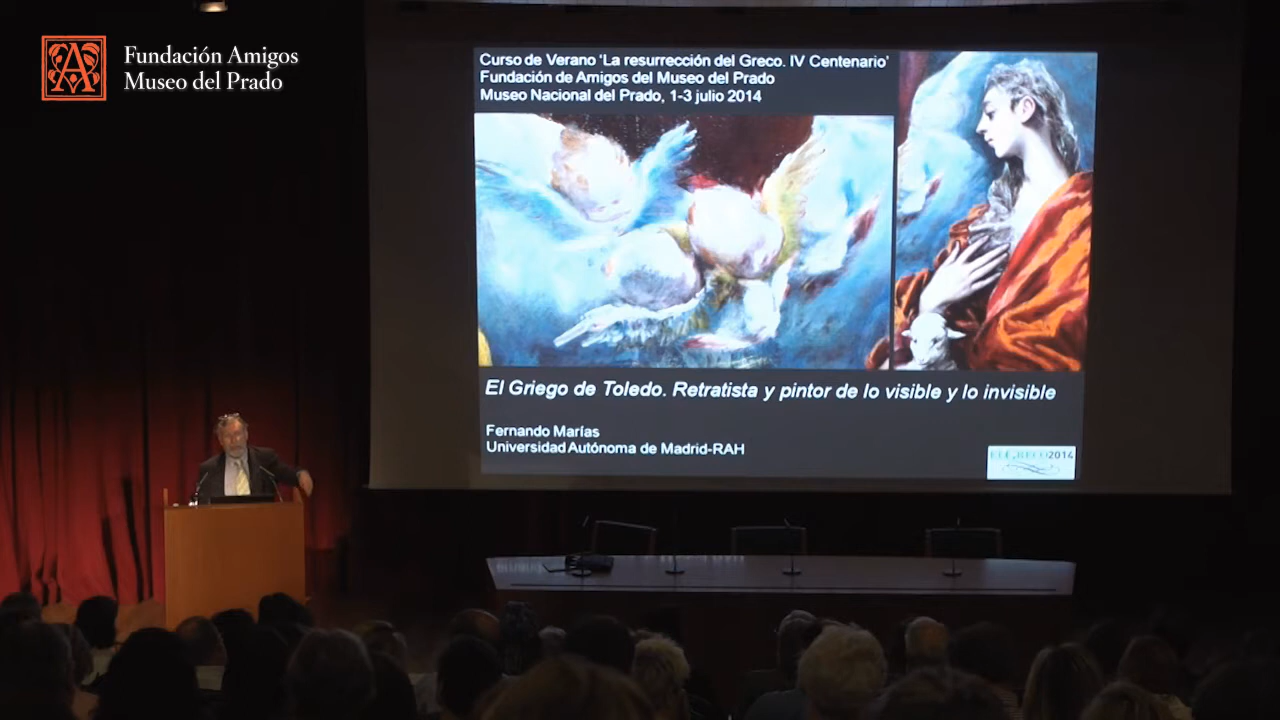 Fundación Amigos
Museo del Prado
Curso de Verano 'La resurrección del Greco. IV Centenario'
Fundación de Amigos del Museo del Prado
Museo Nacional del Prado, 1-3 julio 2014
El Griego de Toledo. Retratista y pintor de lo visible y lo invisible
Fernando Marías
Universidad Autónoma de Madrid-RAH
2014